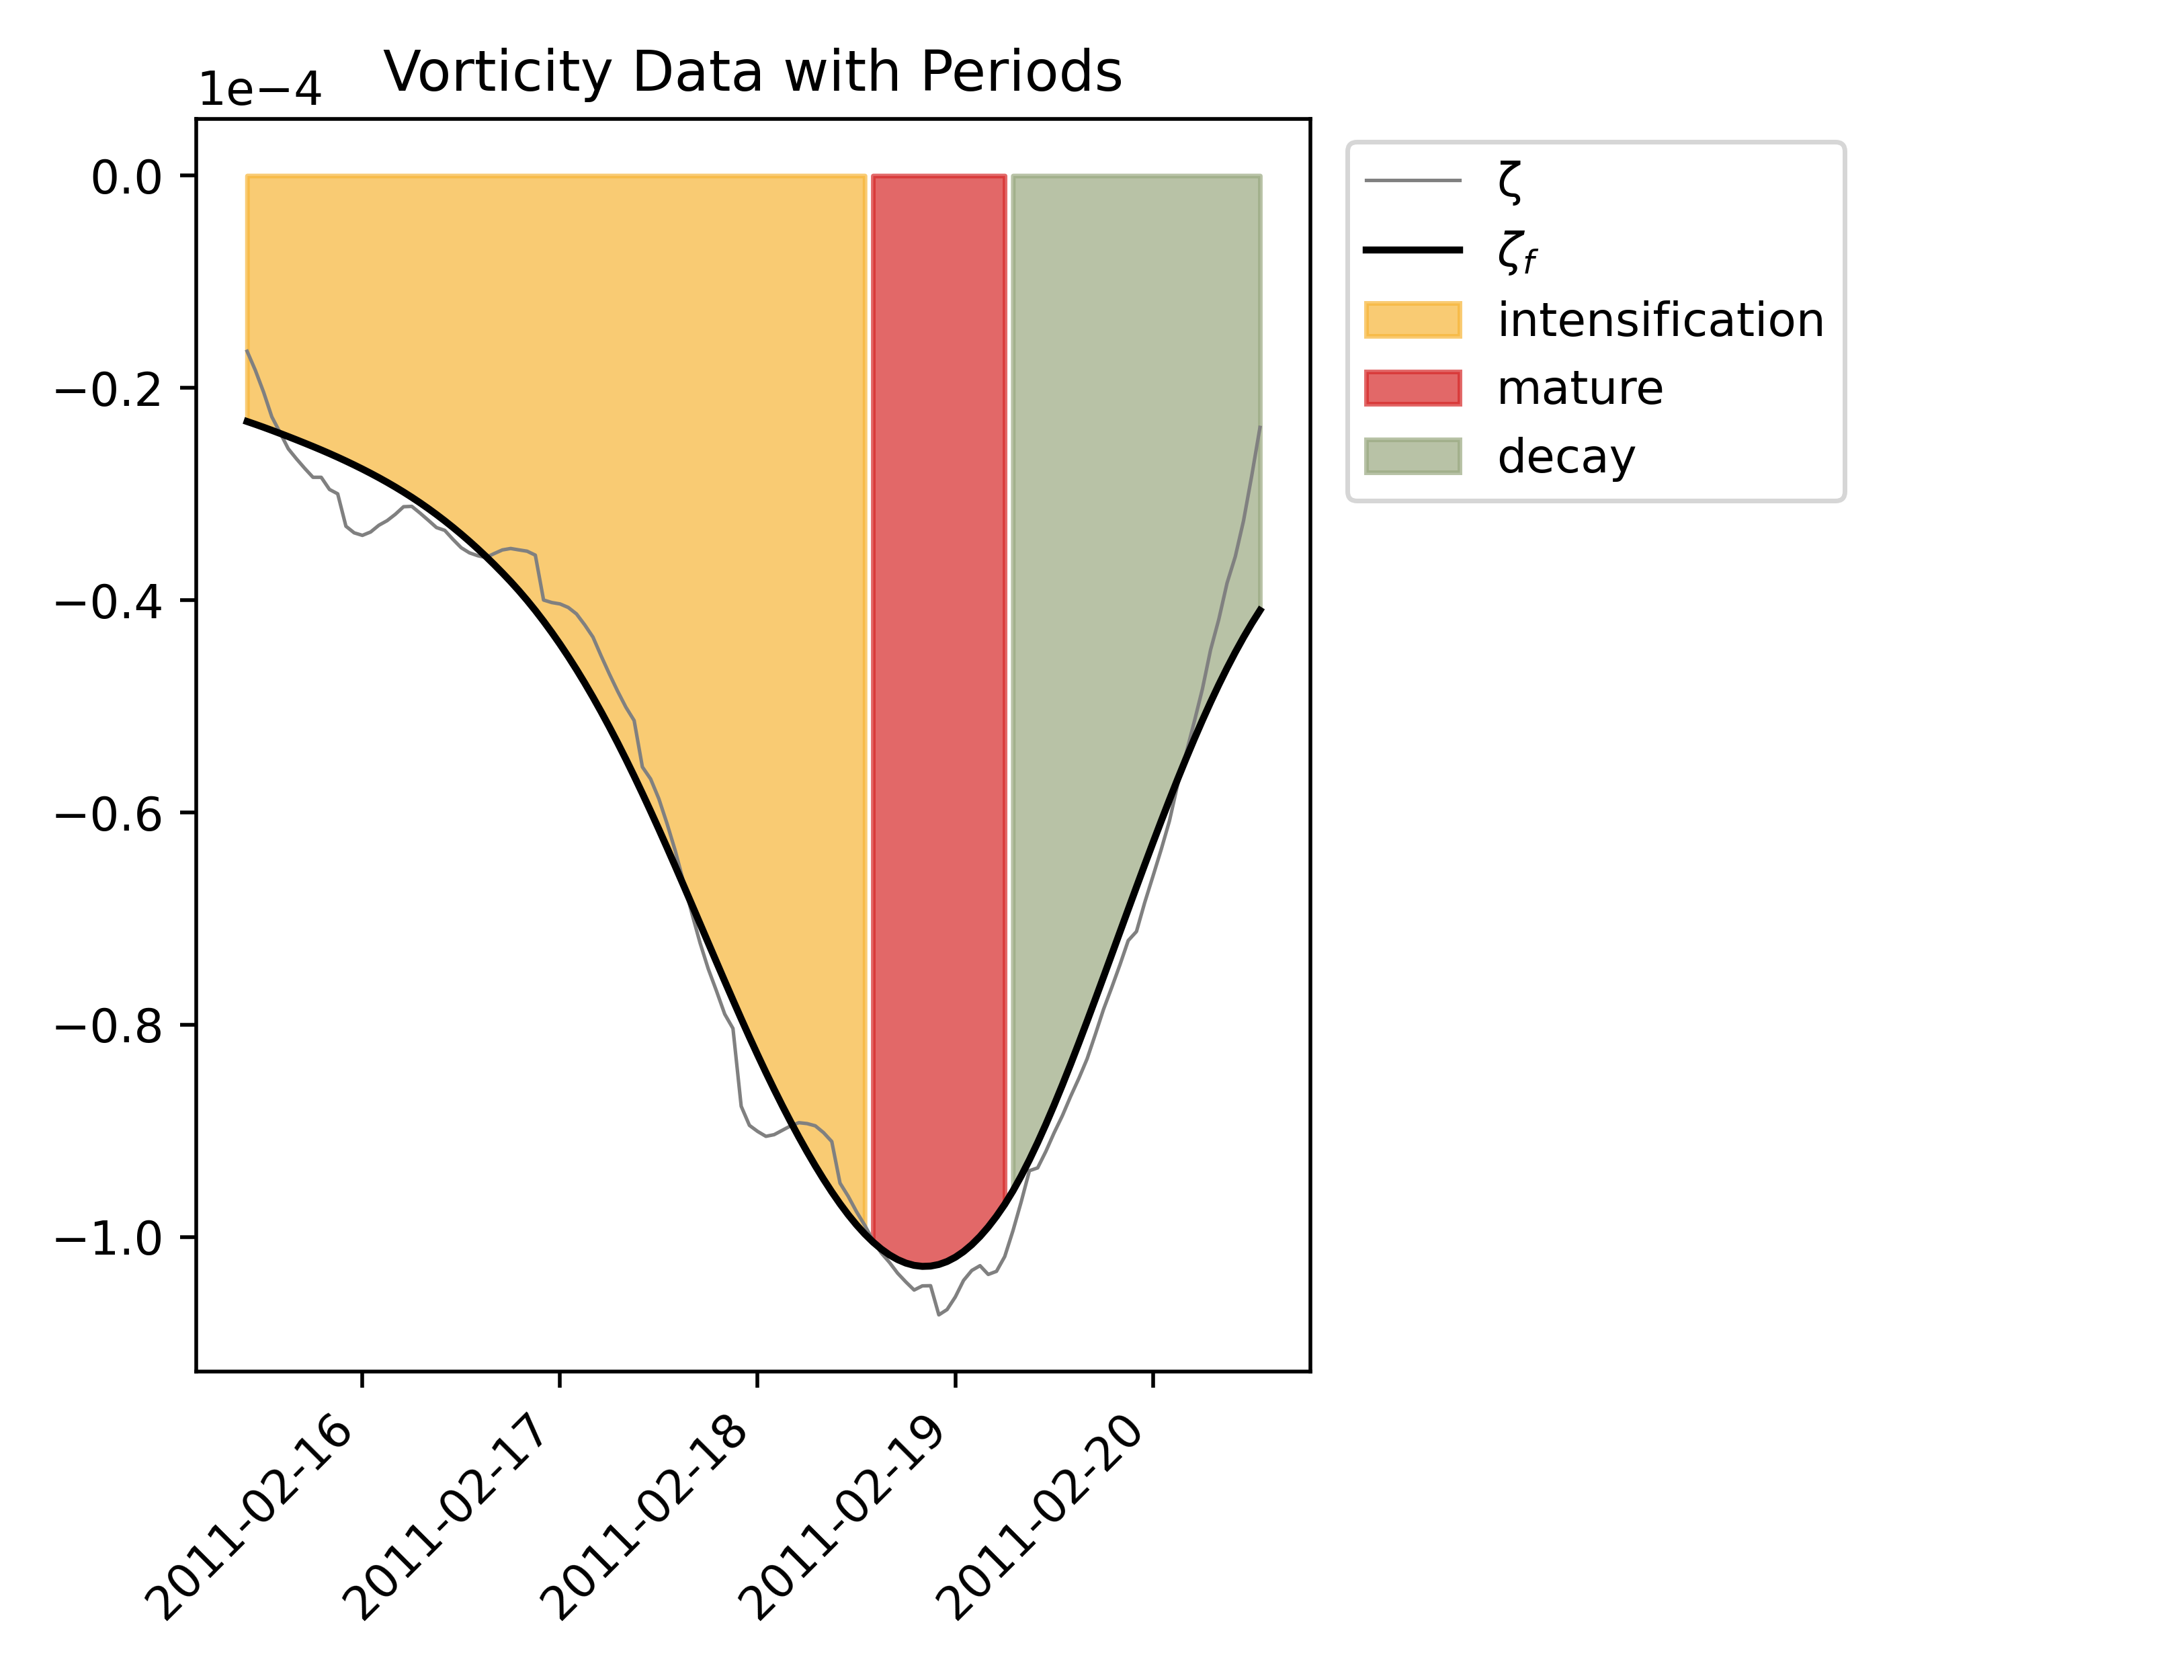 Vorticity Data with Periods
1e−4
0.0
−0.2
−0.4
−0.6
−0.8
−1.0
2011-02-16
2011-02-17
2011-02-18
2011-02-19
2011-02-20
ζ
ζf
intensification
mature
decay